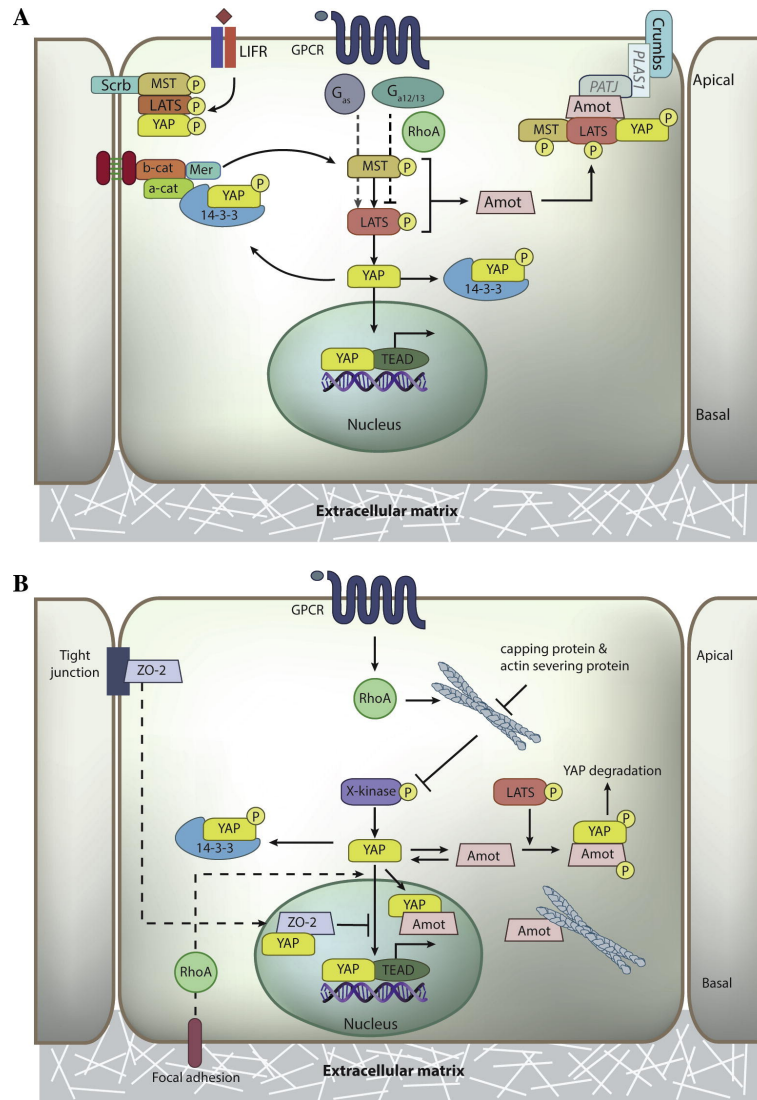 A
LIFR
GPCR
Crumbs
PLAS1
PATJ
Apical
Scrb
MST
P
LATS
P
YAP
P
Gas
Ga12/13
RhoA
Amot
MST
LATS
YAP
P
P
P
b-cat
Mer
a-cat
YAP
P
14-3-3
MST
P
LATS
P
Amot
YAP
YAP
P
14-3-3
YAP
TEAD
Nucleus
Basal
Extracellular matrix
B
GPCR
Tight
junction
ZO-2
capping protein &
actin severing protein
Apical
RhoA
X-kinase
P
LATS
P
YAP degradation
YAP
P
14-3-3
YAP
Amot
YAP
P
Amot
P
ZO-2
YAP
YAP
Amot
Amot
YAP
TEAD
Nucleus
RhoA
Basal
Focal adhesion
Extracellular matrix